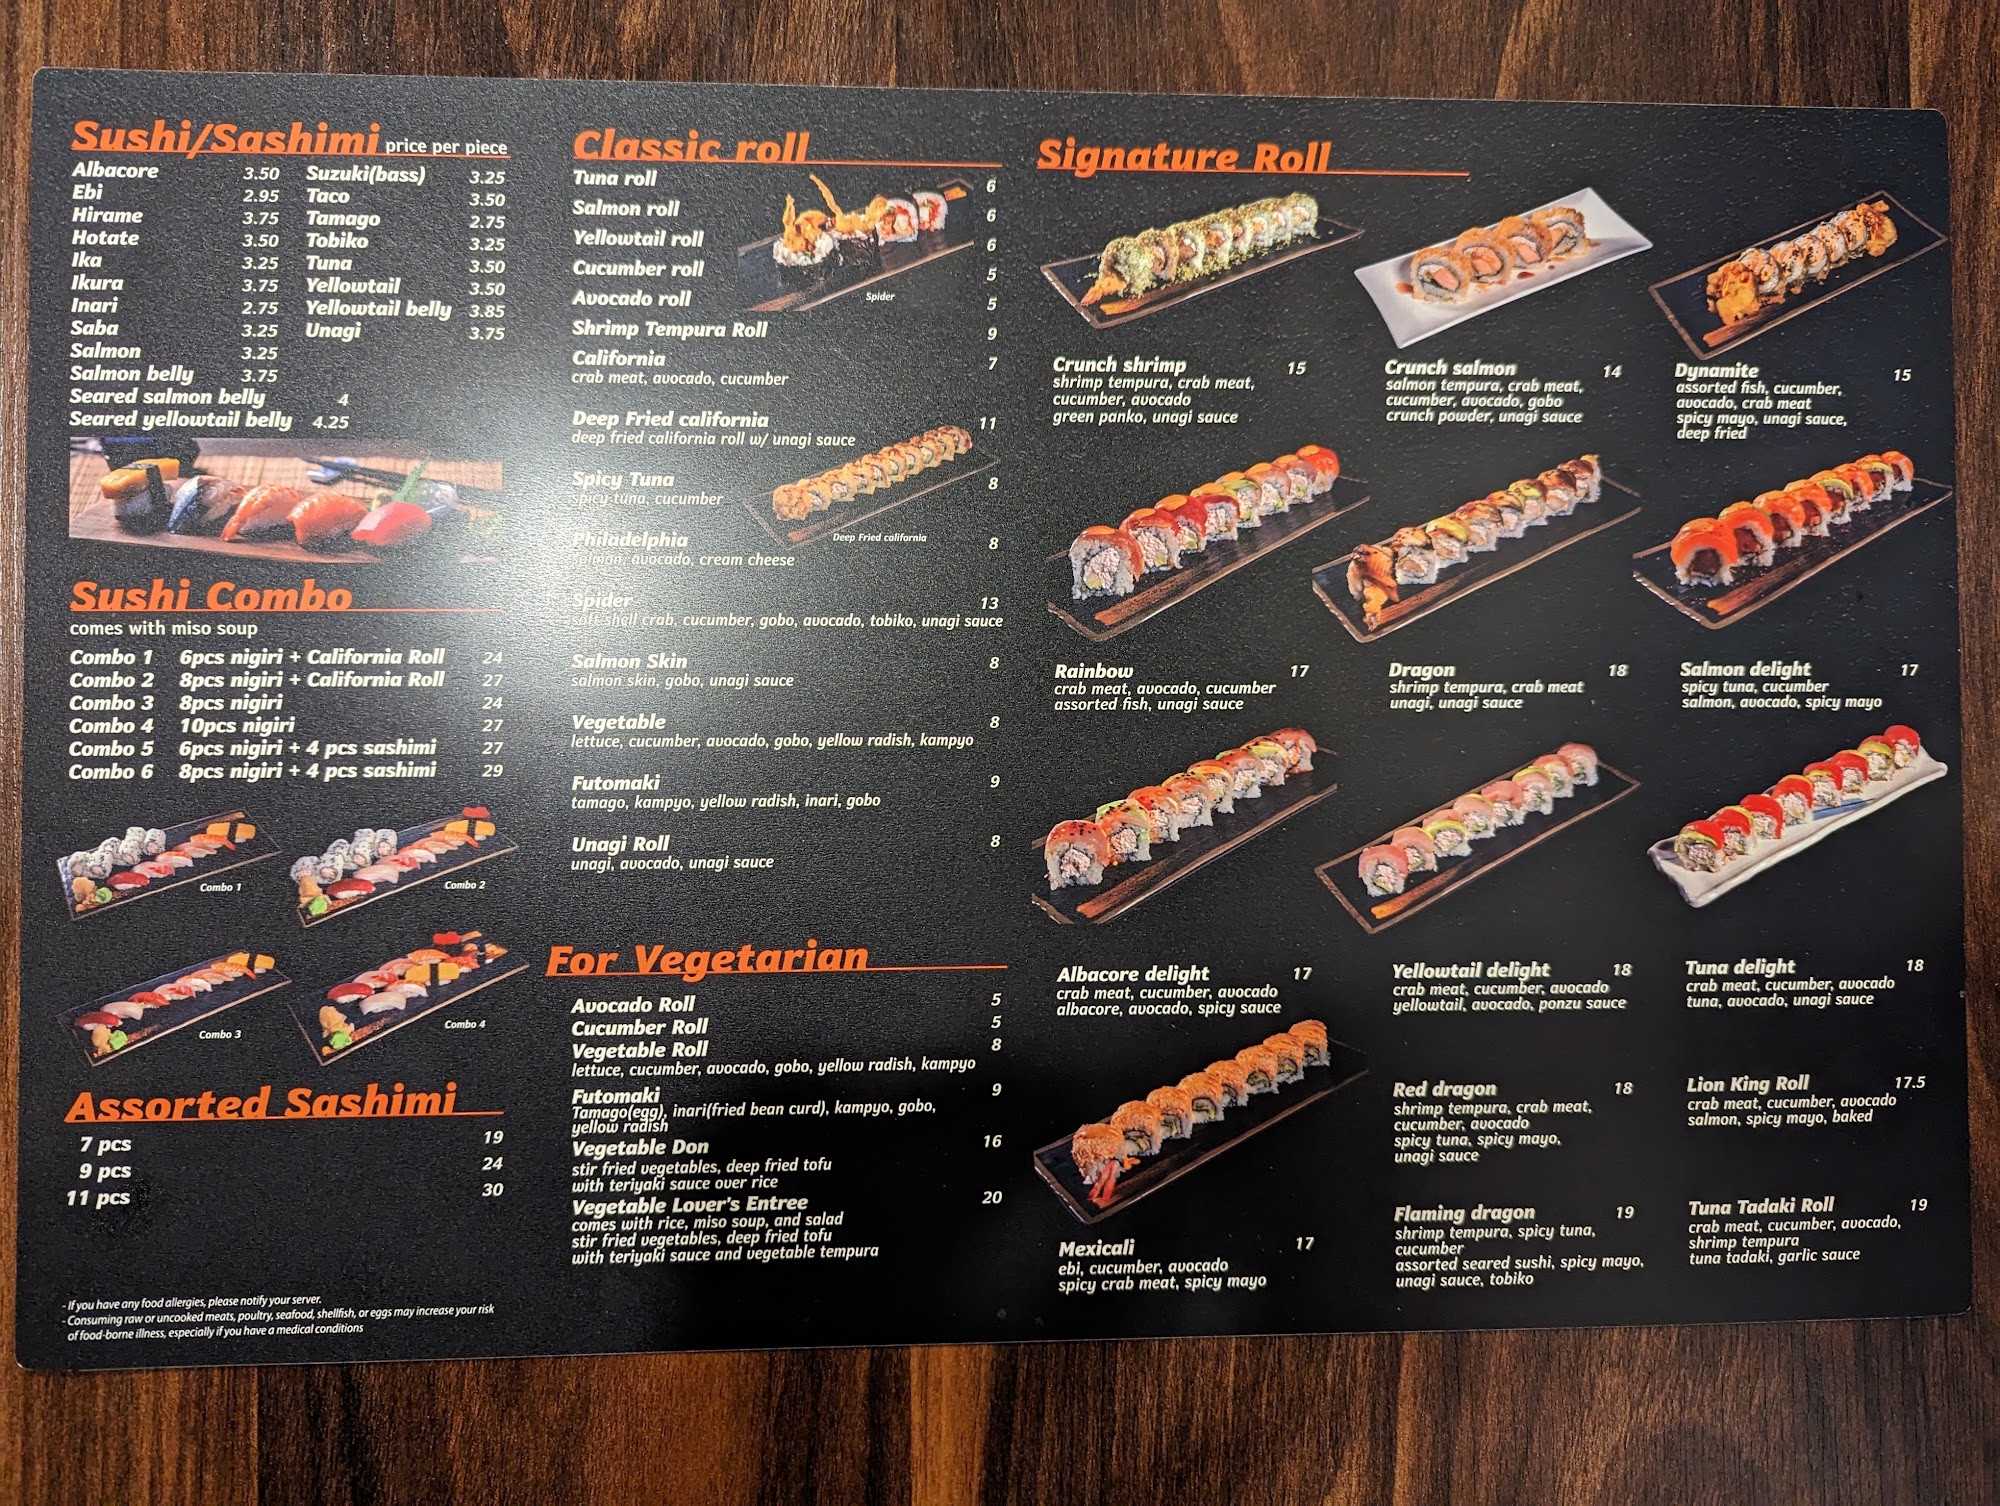 Sushi/Sashimi price per piece
Albacore 3.50
Ebi 2.95
Hirame 3.75
Hotate 3.50
Ika 3.25
Ikura 3.75
Inari 2.75
Saba 3.25
Salmon 3.25
Salmon belly 3.75
Seared salmon belly 4
Seared yellowtail belly 4.25
Suzuki(bass) 3.25
Taco 3.50
Tamago 2.75
Tobiko 3.25
Tuna 3.50
Yellowtail 3.50
Yellowtail belly 3.85
Unagi 3.75
Sushi Combo
comes with miso soup
Combo 1 6pcs nigiri + California Roll 24
Combo 2 8pcs nigiri + California Roll 27
Combo 3 8pcs nigiri 24
Combo 4 10pcs nigiri 27
Combo 5 6pcs nigiri + 4 pcs sashimi 27
Combo 6 8pcs nigiri + 4 pcs sashimi 29
Combo 1
Combo 2
Combo 3
Combo 4
Assorted Sashimi
7 pcs 19
9 pcs 24
11 pcs 30
- If you have any food allergies, please notify your server.
- Consuming raw or uncooked meats, poultry, seafood, shellfish, or eggs may increase your risk
of food-borne illness, especially if you have a medical conditions
Classic roll
Tuna roll 6
Salmon roll 6
Yellowtail roll 6
Cucumber roll 5
Avocado roll 5
Spider
Shrimp Tempura Roll 9
California 7
crab meat, avocado, cucumber
Deep Fried california 11
deep fried california roll w/ unagi sauce
Spicy Tuna 8
spicy tuna, cucumber
Deep Fried california
Philadelphia 8
salmon, avocado, cream cheese
Spider 13
soft shell crab, cucumber, gobo, avocado, tobiko, unagi sauce
Salmon Skin 8
salmon skin, gobo, unagi sauce
Vegetable 8
lettuce, cucumber, avocado, gobo, yellow radish, kampyo
Futomaki 9
tamago, kampyo, yellow radish, inari, gobo
Unagi Roll 8
unagi, avocado, unagi sauce
For Vegetarian
Avocado Roll 5
Cucumber Roll 5
Vegetable Roll 8
lettuce, cucumber, avocado, gobo, yellow radish, kampyo
Futomaki 9
Tamago(egg), inari(fried bean curd), kampyo, gobo,
yellow radish
Vegetable Don 16
stir fried vegetables, deep fried tofu
with teriyaki sauce over rice
Vegetable Lover's Entree 20
comes with rice, miso soup, and salad
stir fried vegetables, deep fried tofu
with teriyaki sauce and vegetable tempura
Signature Roll
Crunch shrimp 15
shrimp tempura, crab meat,
cucumber, avocado
green panko, unagi sauce
Crunch salmon 14
salmon tempura, crab meat,
cucumber, avocado, gobo
crunch powder, unagi sauce
Dynamite 15
assorted fish, cucumber,
avocado, crab meat
spicy mayo, unagi sauce,
deep fried
Rainbow 17
crab meat, avocado, cucumber
assorted fish, unagi sauce
Dragon 18
shrimp tempura, crab meat
unagi, unagi sauce
Salmon delight 17
spicy tuna, cucumber
salmon, avocado, spicy mayo
Albacore delight 17
crab meat, cucumber, avocado
albacore, avocado, spicy sauce
Yellowtail delight 18
crab meat, cucumber, avocado
yellowtail, avocado, ponzu sauce
Tuna delight 18
crab meat, cucumber, avocado
tuna, avocado, unagi sauce
Mexicali 17
ebi, cucumber, avocado
spicy crab meat, spicy mayo
Red dragon 18
shrimp tempura, crab meat,
cucumber, avocado
spicy tuna, spicy mayo,
unagi sauce
Lion King Roll 17.5
crab meat, cucumber, avocado
salmon, spicy mayo, baked
Flaming dragon 19
shrimp tempura, spicy tuna,
cucumber
assorted seared sushi, spicy mayo,
unagi sauce, tobiko
Tuna Tadaki Roll 19
crab meat, cucumber, avocado,
shrimp tempura
tuna tadaki, garlic sauce